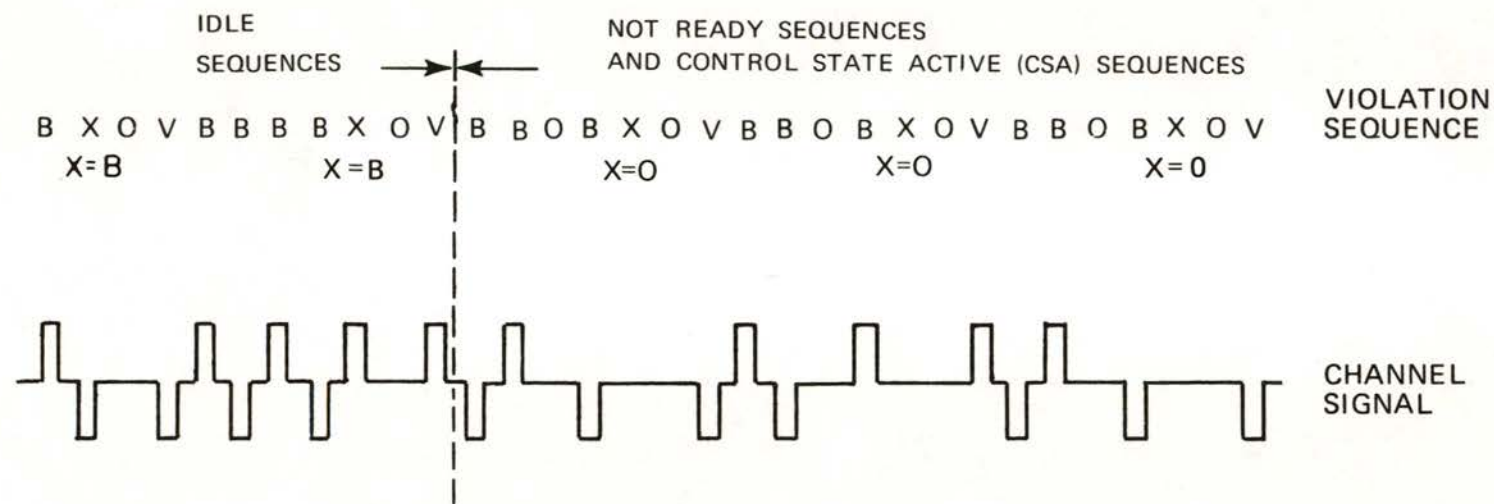 IDLE
SEQUENCES
NOT READY SEQUENCES
AND CONTROL STATE ACTIVE (CSA) SEQUENCES
VIOLATION
SEQUENCE
B X O V B B B B X O V B B O B X O V B B O B X O V B B O B X O V
X=B X=B X=O X=O X=0
CHANNEL
SIGNAL